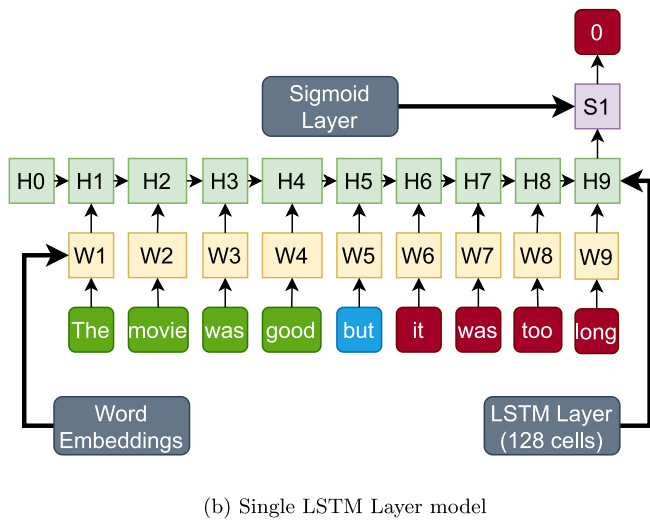 0
Sigmoid
Layer
S1
H0 H1 H2 H3 H4 H5 H6 H7 H8 H9
W1 W2 W3 W4 W5 W6 W7 W8 W9
The movie was good but it was too long
Word
Embeddings
LSTM Layer
(128 cells)
(b) Single LSTM Layer model